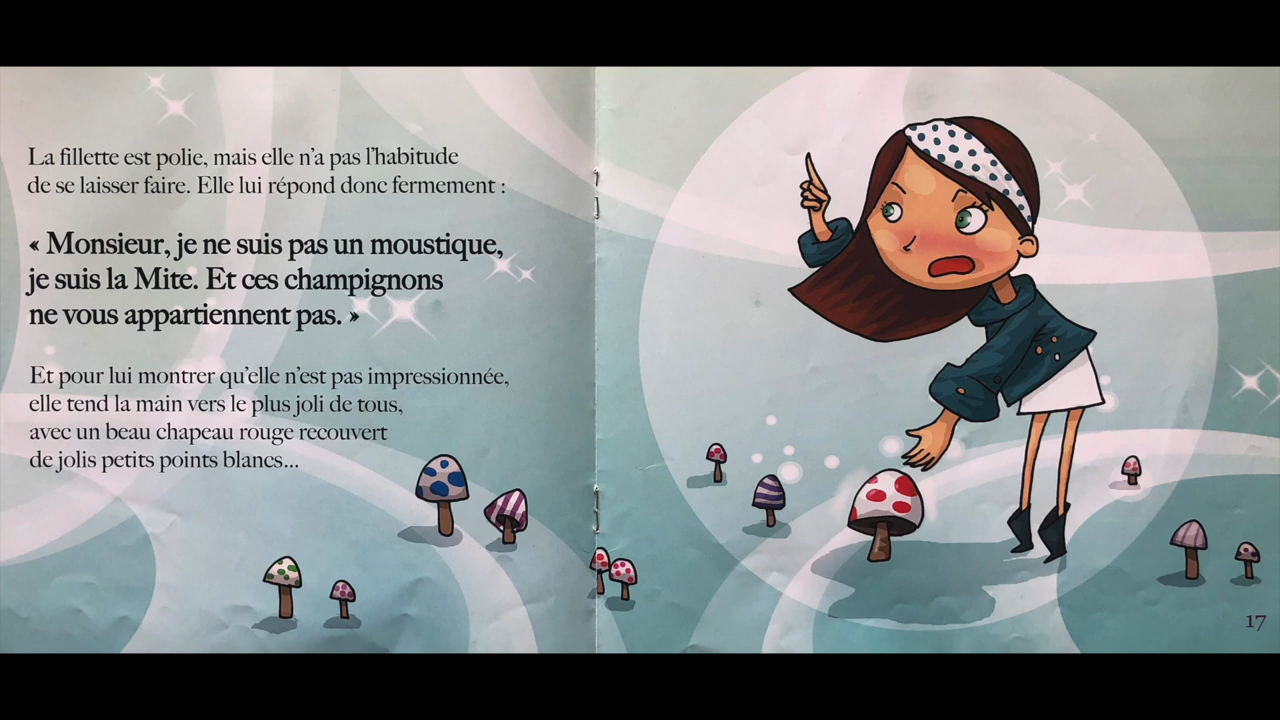 La fillette est polie, mais elle n'a pas l'habitude
de se laisser faire. Elle lui répond donc fermement :
« Monsieur, je ne suis pas un moustique,
je suis la Mite. Et ces champignons
ne vous appartiennent pas. »
Et pour lui montrer qu'elle n'est pas impressionnée,
elle tend la main vers le plus joli de tous,
avec un beau chapeau rouge recouvert
de jolis petits points blancs...
17